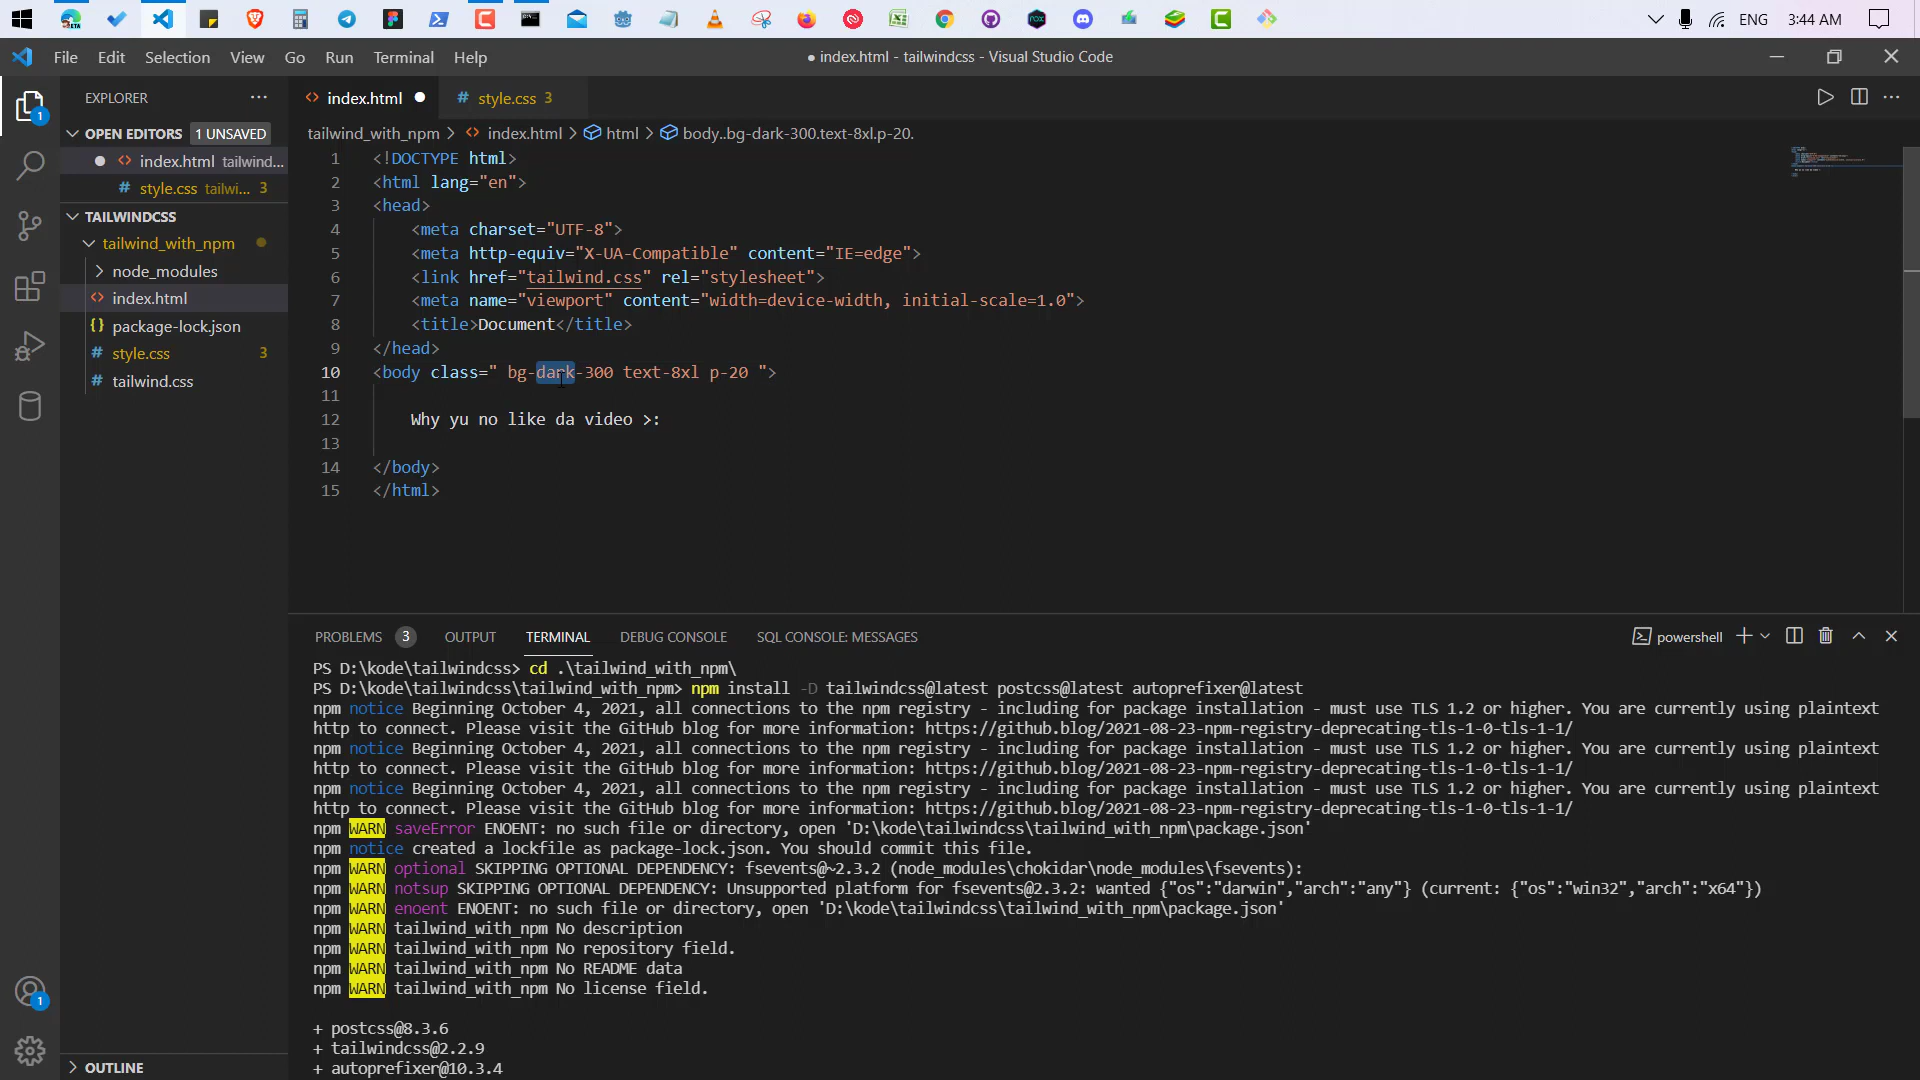 ENG 3:44 AM
File Edit Selection View Go Run Terminal Help ● index.html - tailwindcss - Visual Studio Code
EXPLORER ··· index.html ● # style.css 3
OPEN EDITORS 1 UNSAVED
● index.html tailwind...
# style.css tailwi... 3
TAILWINDCSS
tailwind_with_npm
node_modules
index.html
{} package-lock.json
# style.css 3
# tailwind.css
1
1
OUTLINE
tailwind_with_npm > index.html > html > body..bg-dark-300.text-8xl.p-20.
1 <!DOCTYPE html>
2 <html lang="en">
3 <head>
4 <meta charset="UTF-8">
5 <meta http-equiv="X-UA-Compatible" content="IE=edge">
6 <link href="tailwind.css" rel="stylesheet">
7 <meta name="viewport" content="width=device-width, initial-scale=1.0">
8 <title>Document</title>
9 </head>
10 <body class=" bg-dark-300 text-8xl p-20 ">
11
12 Why yu no like da video >:
13
14 </body>
15 </html>
PROBLEMS 3 OUTPUT TERMINAL DEBUG CONSOLE SQL CONSOLE: MESSAGES powershell
PS D:\kode\tailwindcss> cd .\tailwind_with_npm\
PS D:\kode\tailwindcss\tailwind_with_npm> npm install -D tailwindcss@latest postcss@latest autoprefixer@latest
npm notice Beginning October 4, 2021, all connections to the npm registry - including for package installation - must use TLS 1.2 or higher. You are currently using plaintext
http to connect. Please visit the GitHub blog for more information: https://github.blog/2021-08-23-npm-registry-deprecating-tls-1-0-tls-1-1/
npm notice Beginning October 4, 2021, all connections to the npm registry - including for package installation - must use TLS 1.2 or higher. You are currently using plaintext
http to connect. Please visit the GitHub blog for more information: https://github.blog/2021-08-23-npm-registry-deprecating-tls-1-0-tls-1-1/
npm notice Beginning October 4, 2021, all connections to the npm registry - including for package installation - must use TLS 1.2 or higher. You are currently using plaintext
http to connect. Please visit the GitHub blog for more information: https://github.blog/2021-08-23-npm-registry-deprecating-tls-1-0-tls-1-1/
npm WARN saveError ENOENT: no such file or directory, open 'D:\kode\tailwindcss\tailwind_with_npm\package.json'
npm notice created a lockfile as package-lock.json. You should commit this file.
npm WARN optional SKIPPING OPTIONAL DEPENDENCY: fsevents@~2.3.2 (node_modules\chokidar\node_modules\fsevents):
npm WARN notsup SKIPPING OPTIONAL DEPENDENCY: Unsupported platform for fsevents@2.3.2: wanted {"os":"darwin","arch":"any"} (current: {"os":"win32","arch":"x64"})
npm WARN enoent ENOENT: no such file or directory, open 'D:\kode\tailwindcss\tailwind_with_npm\package.json'
npm WARN tailwind_with_npm No description
npm WARN tailwind_with_npm No repository field.
npm WARN tailwind_with_npm No README data
npm WARN tailwind_with_npm No license field.
+ postcss@8.3.6
+ tailwindcss@2.2.9
+ autoprefixer@10.3.4